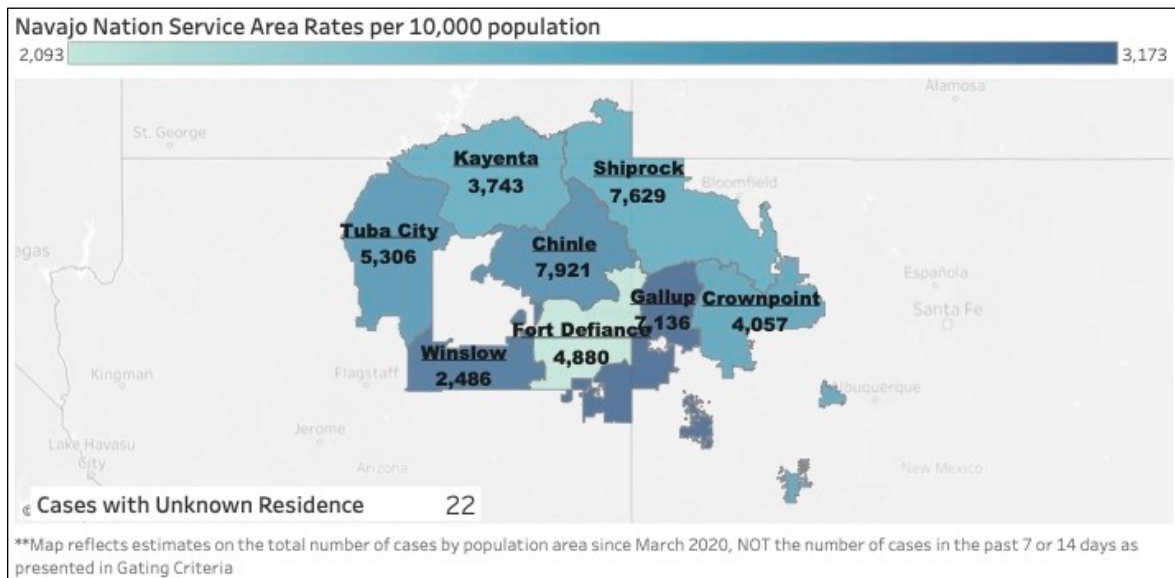 Navajo Nation Service Area Rates per 10,000 population
2,093
3,173
Alamosa
St. George
Kayenta
3,743
Shiprock
7,629
Bloomfield
Tuba City
5,306
Chinle
7,921
egas
Española
Gallup
7,136
Crownpoint
4,057
Santa Fe
Fort Defiance
4,880
Winslow
2,486
Kingman
Flagstaff
Albuquerque
Jerome
Lake Havasu
City
Arizona
New Mexico
© Cases with Unknown Residence 22
**Map reflects estimates on the total number of cases by population area since March 2020, NOT the number of cases in the past 7 or 14 days as
presented in Gating Criteria